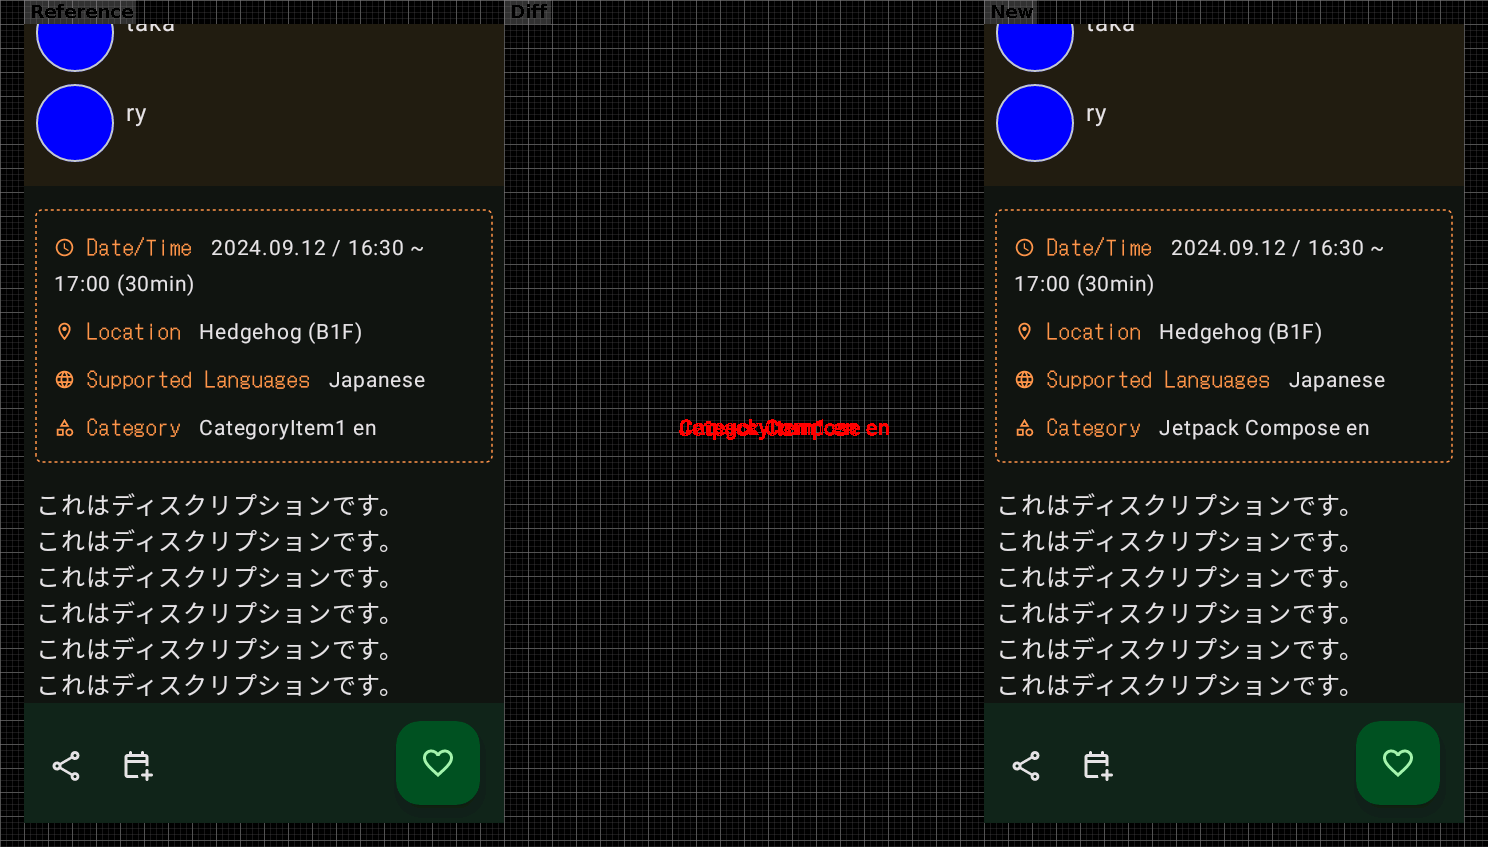 Reference
Diff
New
taka
ry
Date/Time 2024.09.12 / 16:30 ~
17:00 (30min)
Location Hedgehog (B1F)
Supported Languages Japanese
Category CategoryItem1 en
これはディスクリプションです。
これはディスクリプションです。
これはディスクリプションです。
これはディスクリプションです。
これはディスクリプションです。
これはディスクリプションです。
taka
ry
Date/Time 2024.09.12 / 16:30 ~
17:00 (30min)
Location Hedgehog (B1F)
Supported Languages Japanese
Category Jetpack Compose en
これはディスクリプションです。
これはディスクリプションです。
これはディスクリプションです。
これはディスクリプションです。
これはディスクリプションです。
これはディスクリプションです。